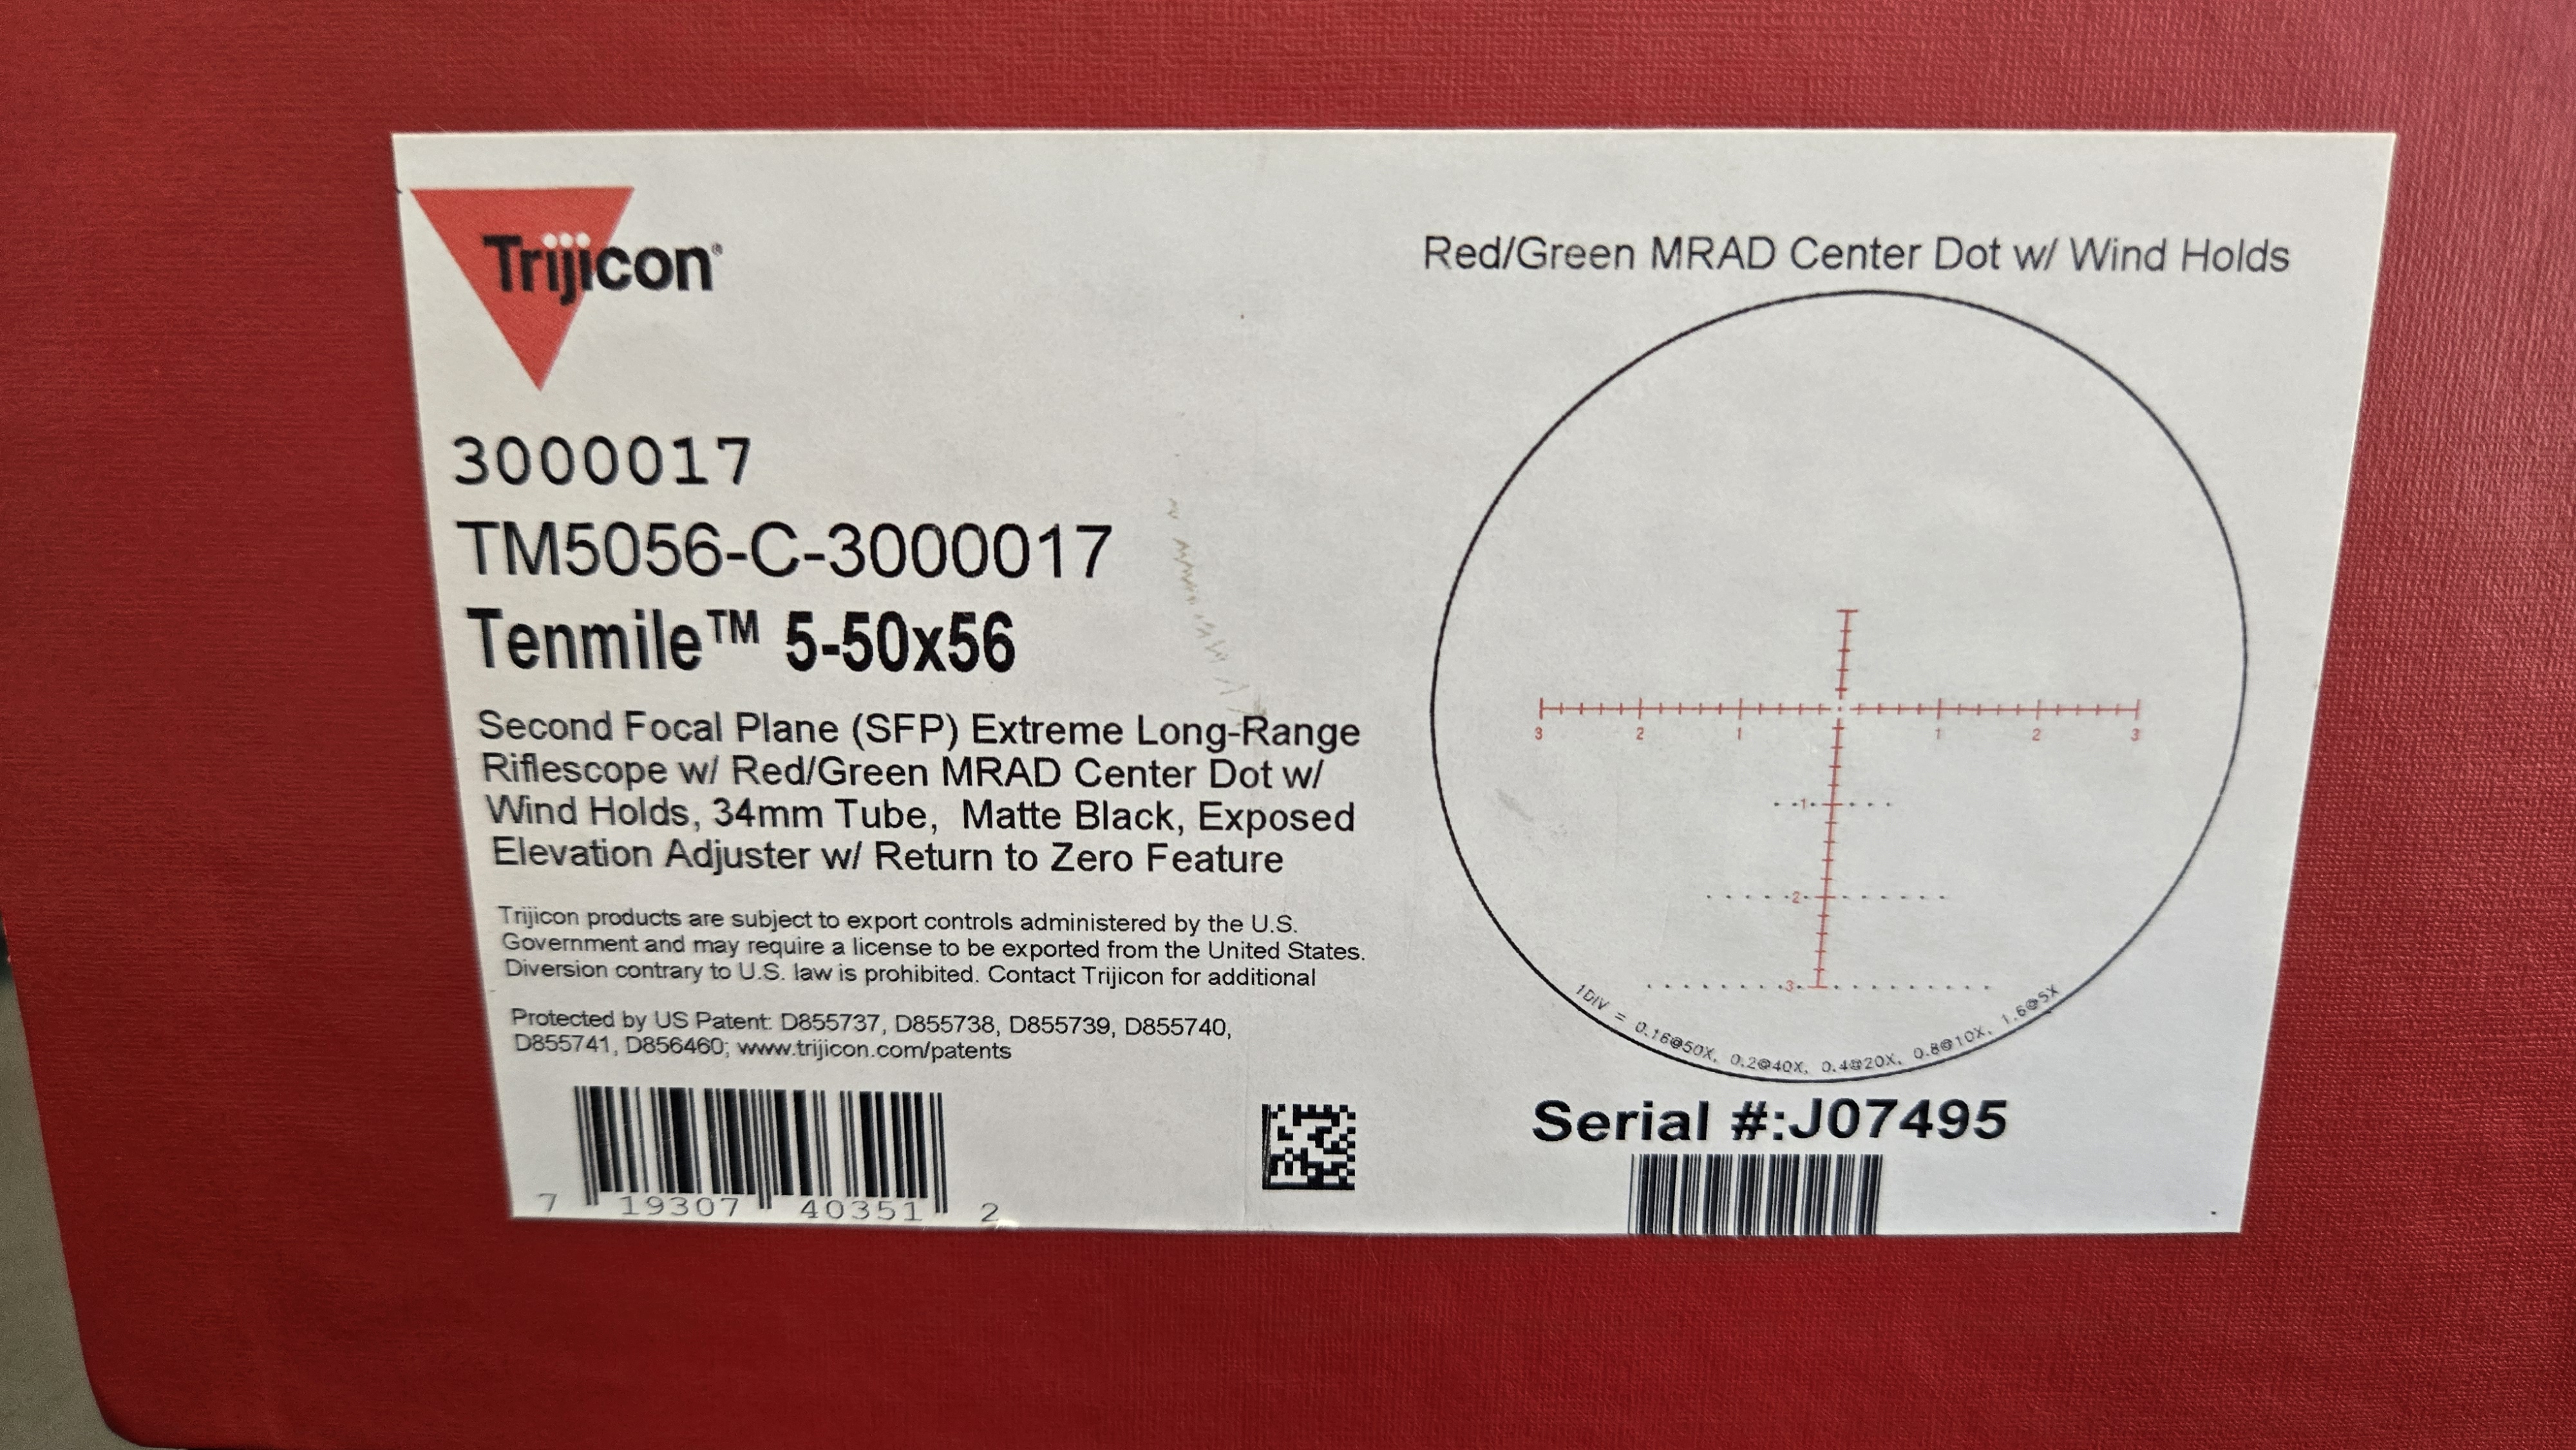 Trijicon®
3000017
TM5056-C-3000017
Tenmile™ 5-50x56
Second Focal Plane (SFP) Extreme Long-Range
Riflescope w/ Red/Green MRAD Center Dot w/
Wind Holds, 34mm Tube, Matte Black, Exposed
Elevation Adjuster w/ Return to Zero Feature
Trijicon products are subject to export controls administered by the U.S.
Government and may require a license to be exported from the United States.
Diversion contrary to U.S. law is prohibited. Contact Trijicon for additional
Protected by US Patent: D855737, D855738, D855739, D855740,
D855741, D856460; www.trijicon.com/patents
7 19307 40351 2
Red/Green MRAD Center Dot w/ Wind Holds
3 2 1 1 2 3
1
2
3
1DIV = 0.16@50X, 0.2@40X, 0.4@20X, 0.8@10X, 1.6@5X
Serial #:J07495